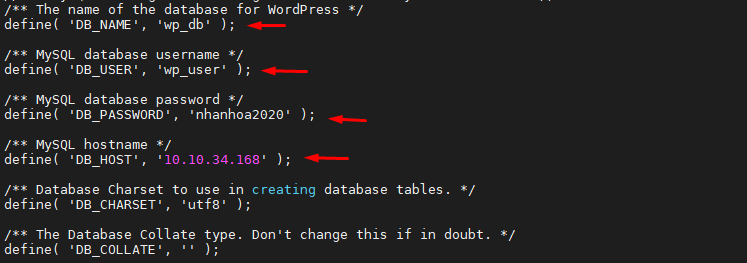 /** The name of the database for WordPress */
define( 'DB_NAME', 'wp_db' );
/** MySQL database username */
define( 'DB_USER', 'wp_user' );
/** MySQL database password */
define( 'DB_PASSWORD', 'nhanhoa2020' );
/** MySQL hostname */
define( 'DB_HOST', '10.10.34.168' );
/** Database Charset to use in creating database tables. */
define( 'DB_CHARSET', 'utf8' );
/** The Database Collate type. Don't change this if in doubt. */
define( 'DB_COLLATE', '' );